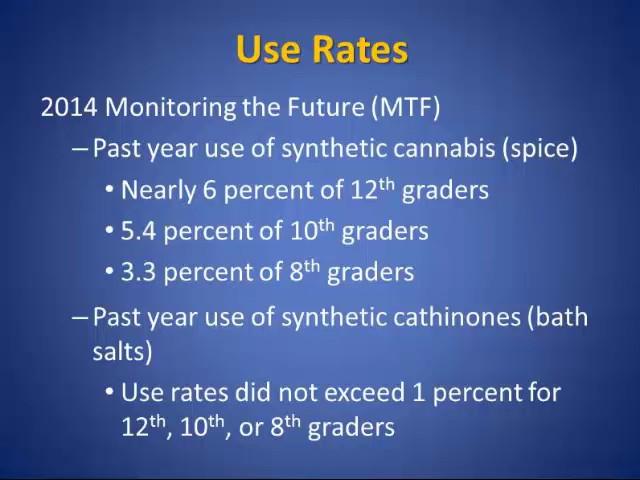 Use Rates
2014 Monitoring the Future (MTF)
–Past year use of synthetic cannabis (spice)
• Nearly 6 percent of 12th graders
• 5.4 percent of 10th graders
• 3.3 percent of 8th graders
–Past year use of synthetic cathinones (bath
salts)
• Use rates did not exceed 1 percent for
12th, 10th, or 8th graders